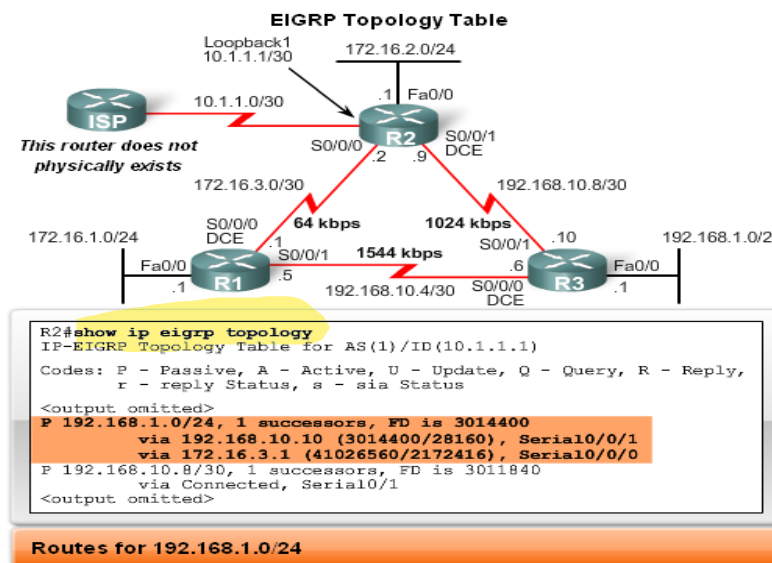 EIGRP Topology Table
Loopback1
10.1.1.1/30
172.16.2.0/24
.1 Fa0/0
10.1.1.0/30
ISP
This router does not
physically exists
R2
S0/0/0
.2
.9
S0/0/1
DCE
172.16.3.0/30
192.168.10.8/30
64 kbps
1024 kbps
172.16.1.0/24
S0/0/0
DCE
.1
S0/0/1
1544 kbps
S0/0/1
.10
192.168.1.0/2
Fa0/0
.1
R1
.5
.6
R3
Fa0/0
.1
192.168.10.4/30
S0/0/0
DCE
R2#show ip eigrp topology
IP-EIGRP Topology Table for AS(1)/ID(10.1.1.1)
Codes: P - Passive, A - Active, U - Update, Q - Query, R - Reply,
r - reply Status, s - sia Status
<output omitted>
P 192.168.1.0/24, 1 successors, FD is 3014400
via 192.168.10.10 (3014400/28160), Serial0/0/1
via 172.16.3.1 (41026560/2172416), Serial0/0/0
P 192.168.10.8/30, 1 successors, FD is 3011840
via Connected, Serial0/1
<output omitted>
Routes for 192.168.1.0/24